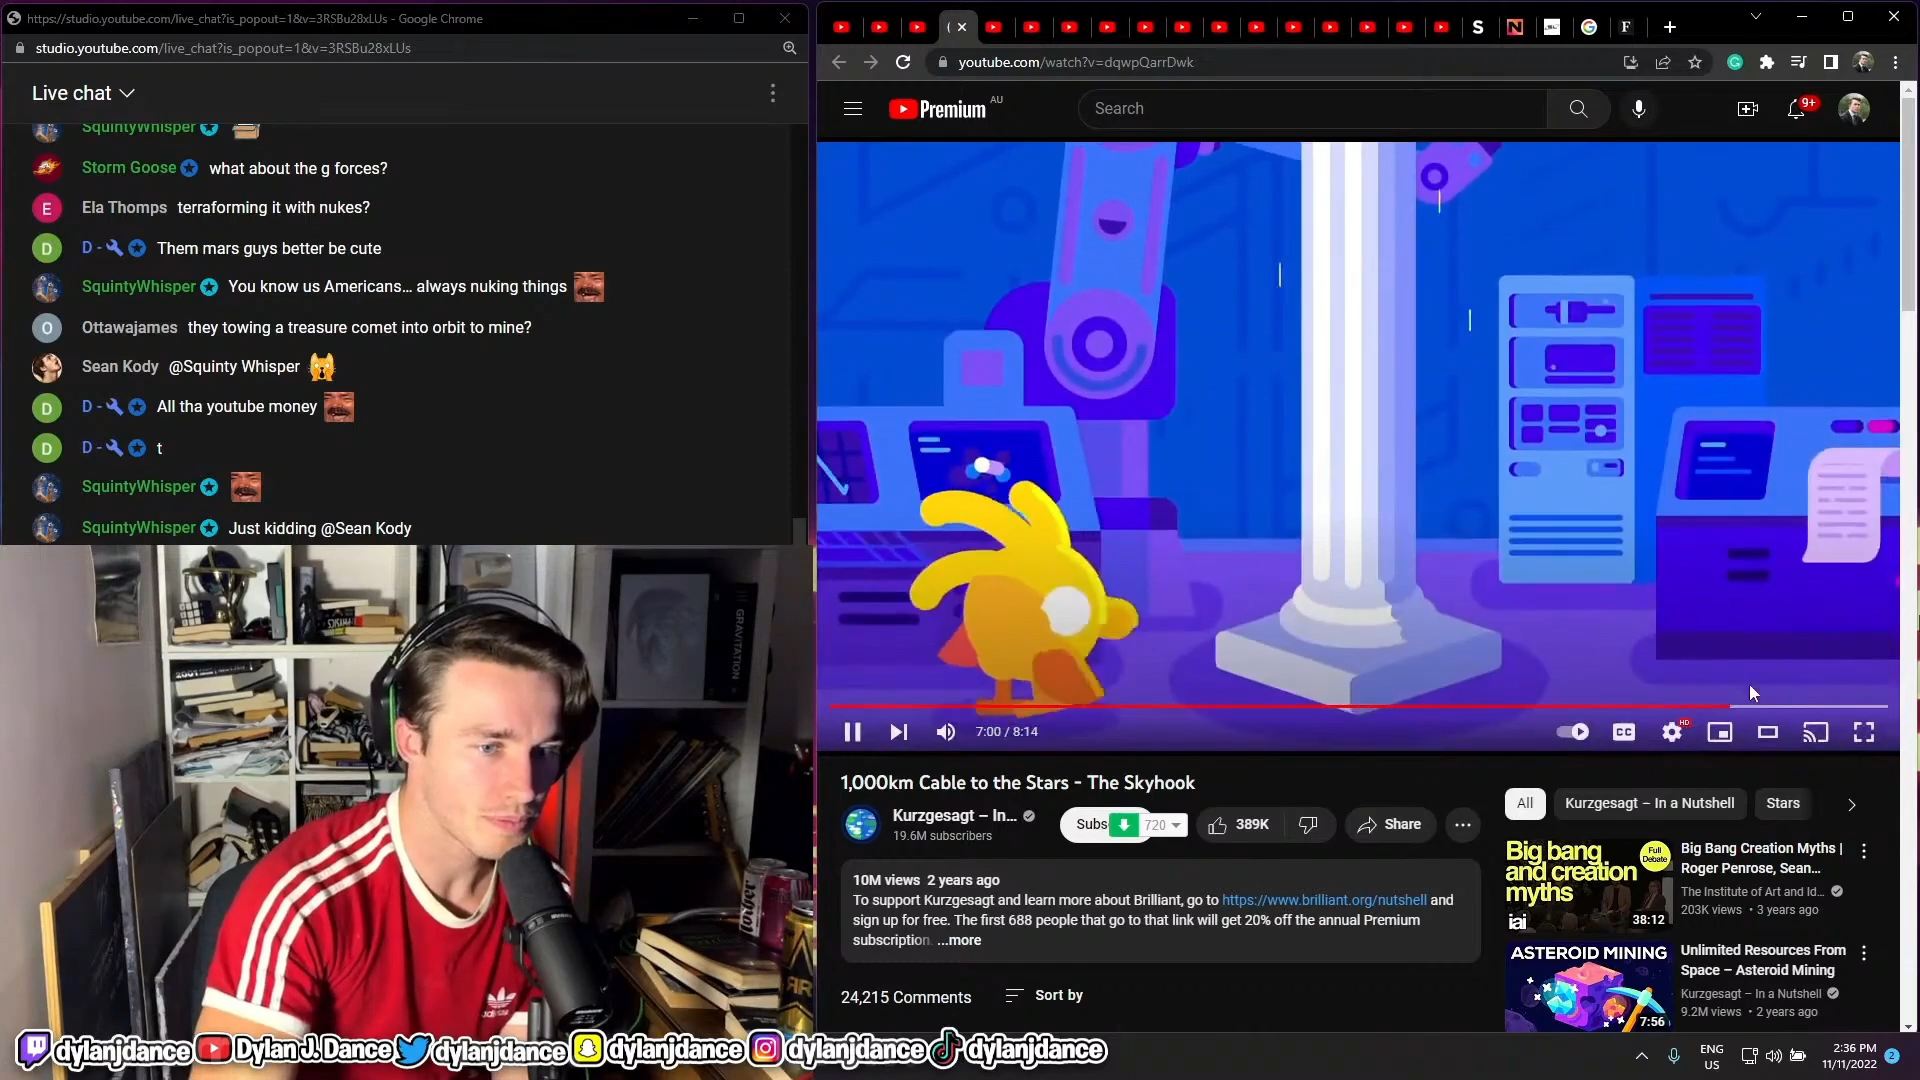 https://studio.youtube.com/live_chat?is_popout=1&v=3RSBu28xLUs - Google Chrome
studio.youtube.com/live_chat?is_popout=1&v=3RSBu28xLUs
Live chat
SquintyWhisper
Storm Goose what about the g forces?
E Ela Thomps terraforming it with nukes?
D D - Them mars guys better be cute
SquintyWhisper You know us Americans... always nuking things
O Ottawajames they towing a treasure comet into orbit to mine?
Sean Kody @Squinty Whisper
D D - All tha youtube money
D D - t
SquintyWhisper
SquintyWhisper Just kidding @Sean Kody
youtube.com/watch?v=dqwpQarrDwk
Premium AU
Search
9+
7:00 / 8:14
CC
HD
1,000km Cable to the Stars - The Skyhook
Kurzgesagt – In...
19.6M subscribers
Subs
720
389K
Share
10M views 2 years ago
To support Kurzgesagt and learn more about Brilliant, go to https://www.brilliant.org/nutshell and
sign up for free. The first 688 people that go to that link will get 20% off the annual Premium
subscription. ...more
24,215 Comments
Sort by
All
Kurzgesagt – In a Nutshell
Stars
Big bang
and creation
myths
Full
Debate
iai
38:12
Big Bang Creation Myths |
Roger Penrose, Sean...
The Institute of Art and Id...
203K views • 3 years ago
ASTEROID MINING
7:56
Unlimited Resources From
Space – Asteroid Mining
Kurzgesagt – In a Nutshell
9.2M views • 2 years ago
GRAVITATION
PHYSICS
2001
adidas
dylanjdance
Dylan J. Dance
dylanjdance
dylanjdance
dylanjdance
dylanjdance
ENG
US
2:36 PM
11/11/2022
2